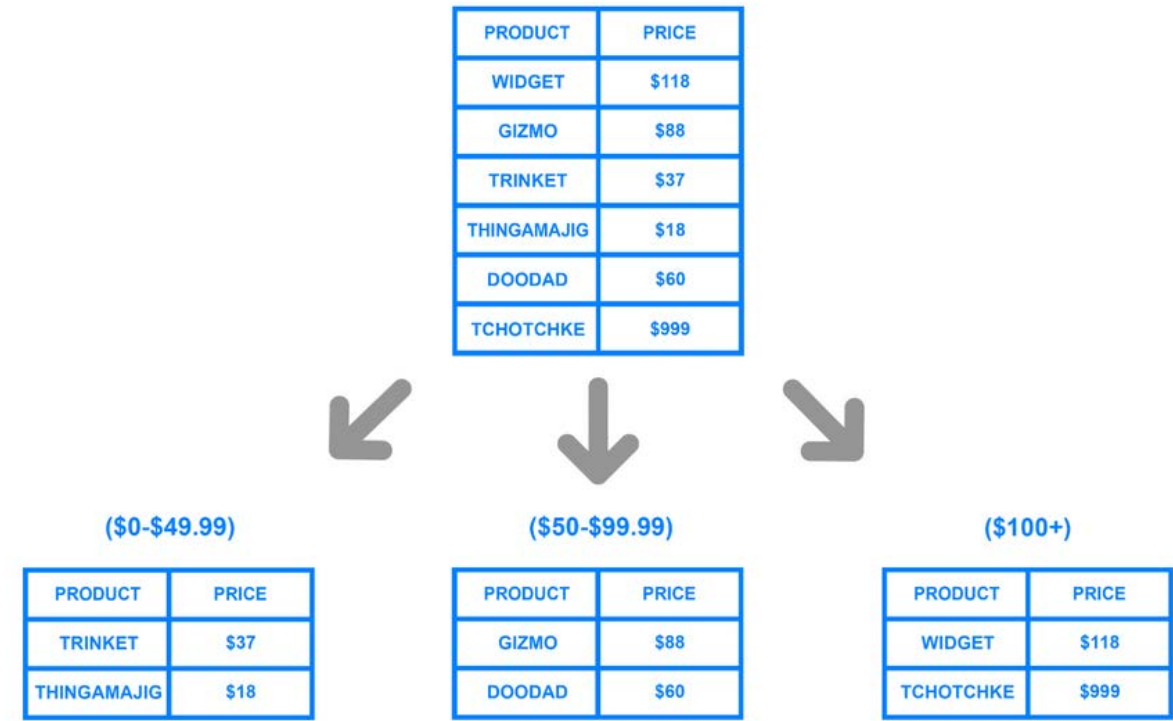 PRODUCT PRICE
WIDGET $118
GIZMO $88
TRINKET $37
THINGAMAJIG $18
DOODAD $60
TCHOTCHKE $999
($0-$49.99)
PRODUCT PRICE
TRINKET $37
THINGAMAJIG $18
($50-$99.99)
PRODUCT PRICE
GIZMO $88
DOODAD $60
($100+)
PRODUCT PRICE
WIDGET $118
TCHOTCHKE $999